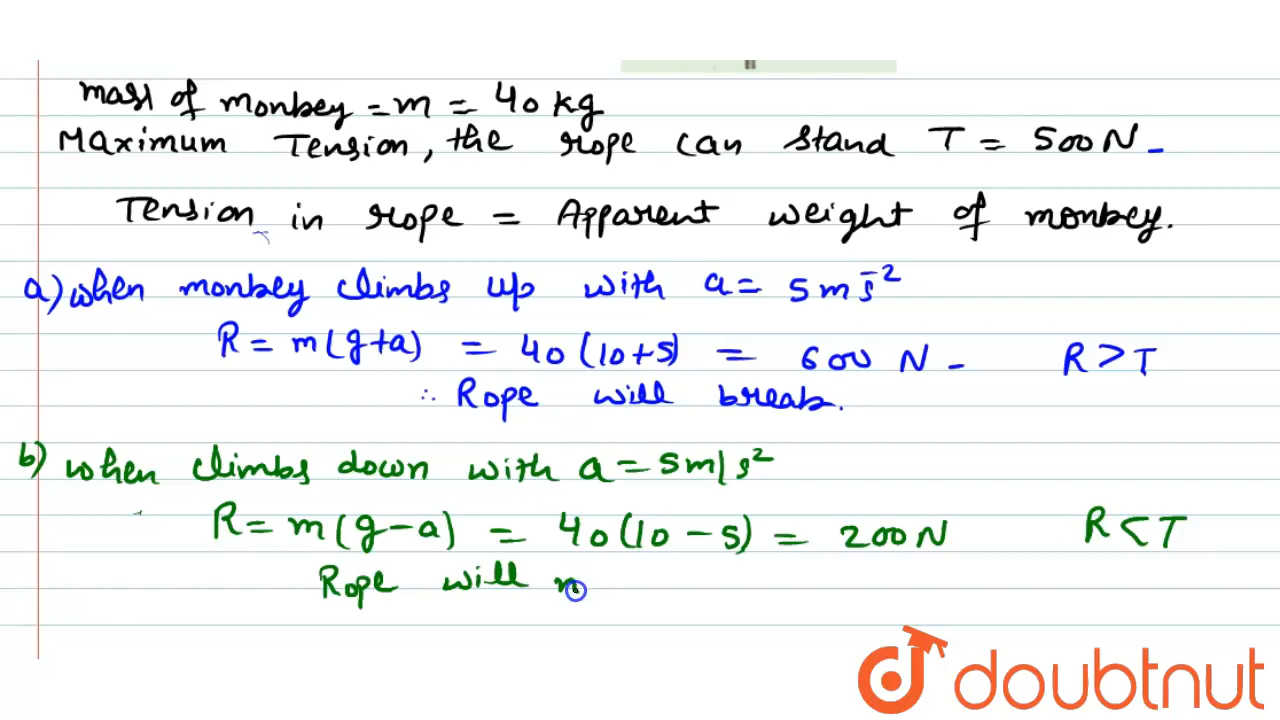 mass of monkey = m = 40 kg
Maximum Tension, the rope can stand T = 500 N -
Tension in rope = Apparent weight of monkey.
a) when monkey climbs up with a = 5 m s⁻²
R = m(g+a) = 40 (10+5) = 600 N - R > T
∴ Rope will break.
b) when climbs down with a = 5m/s²
R = m(g-a) = 40(10-5) = 200N R < T
Rope will n
doubtnut